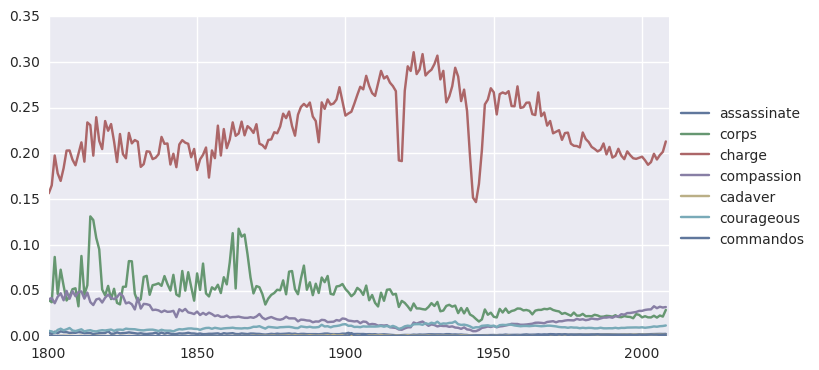 0.35
0.30
0.25
0.20
0.15
0.10
0.05
0.00
1800
1850
1900
1950
2000
assassinate
corps
charge
compassion
cadaver
courageous
commandos